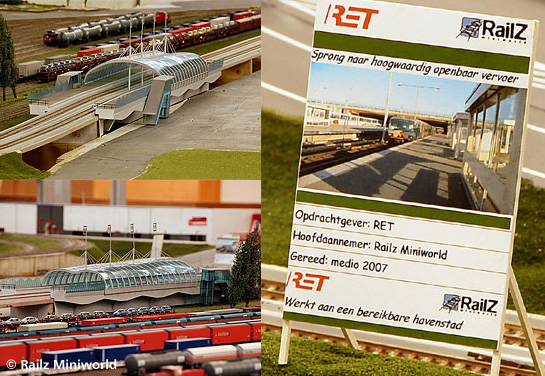 RET
RailZ
MINIWORLD
Sprong naar hoogwaardig openbaar vervoer
Opdrachtgever: RET
Hoofdaannemer: Railz Miniworld
Gereed: medio 2007
RET
RailZ
Werkt aan een bereikbare havenstad
© Railz Miniworld